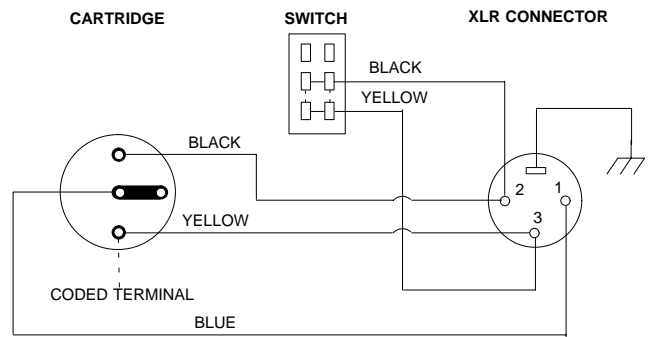 CARTRIDGE
SWITCH
XLR CONNECTOR
BLACK
YELLOW
BLACK
2
1
3
YELLOW
CODED TERMINAL
BLUE